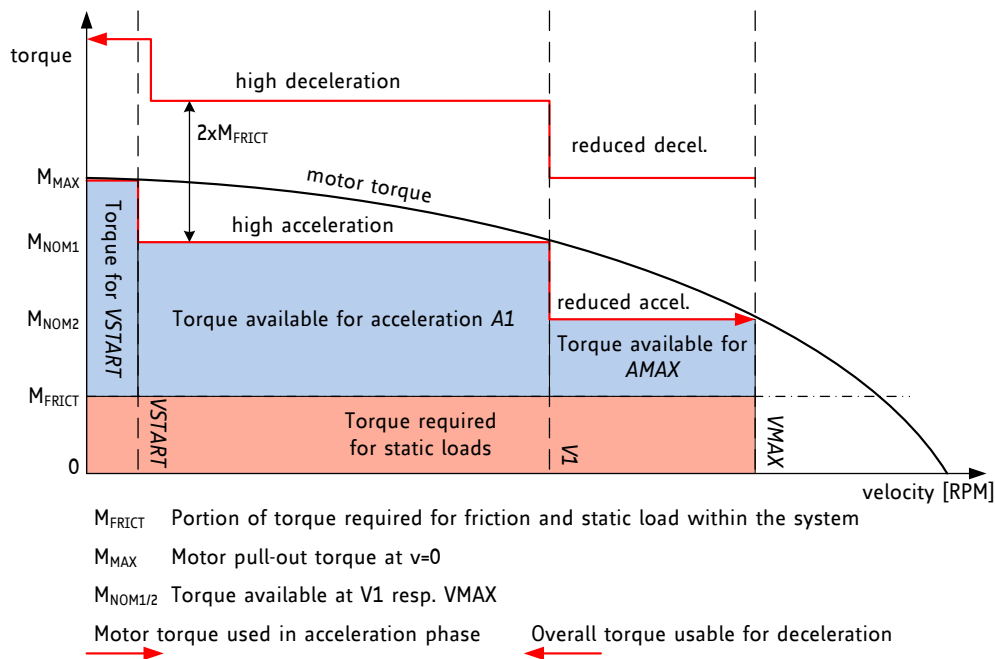 torque
high deceleration
2xMFRICT
reduced decel.
MMAX
motor torque
Torque for VSTART
MNOM1
high acceleration
reduced accel.
MNOM2
Torque available for acceleration A1
Torque available for
AMAX
MFRICT
VSTART
Torque required
for static loads
V1
VMAX
0
velocity [RPM]
MFRICT Portion of torque required for friction and static load within the system
MMAX Motor pull-out torque at v=0
MNOM1/2 Torque available at V1 resp. VMAX
Motor torque used in acceleration phase
Overall torque usable for deceleration